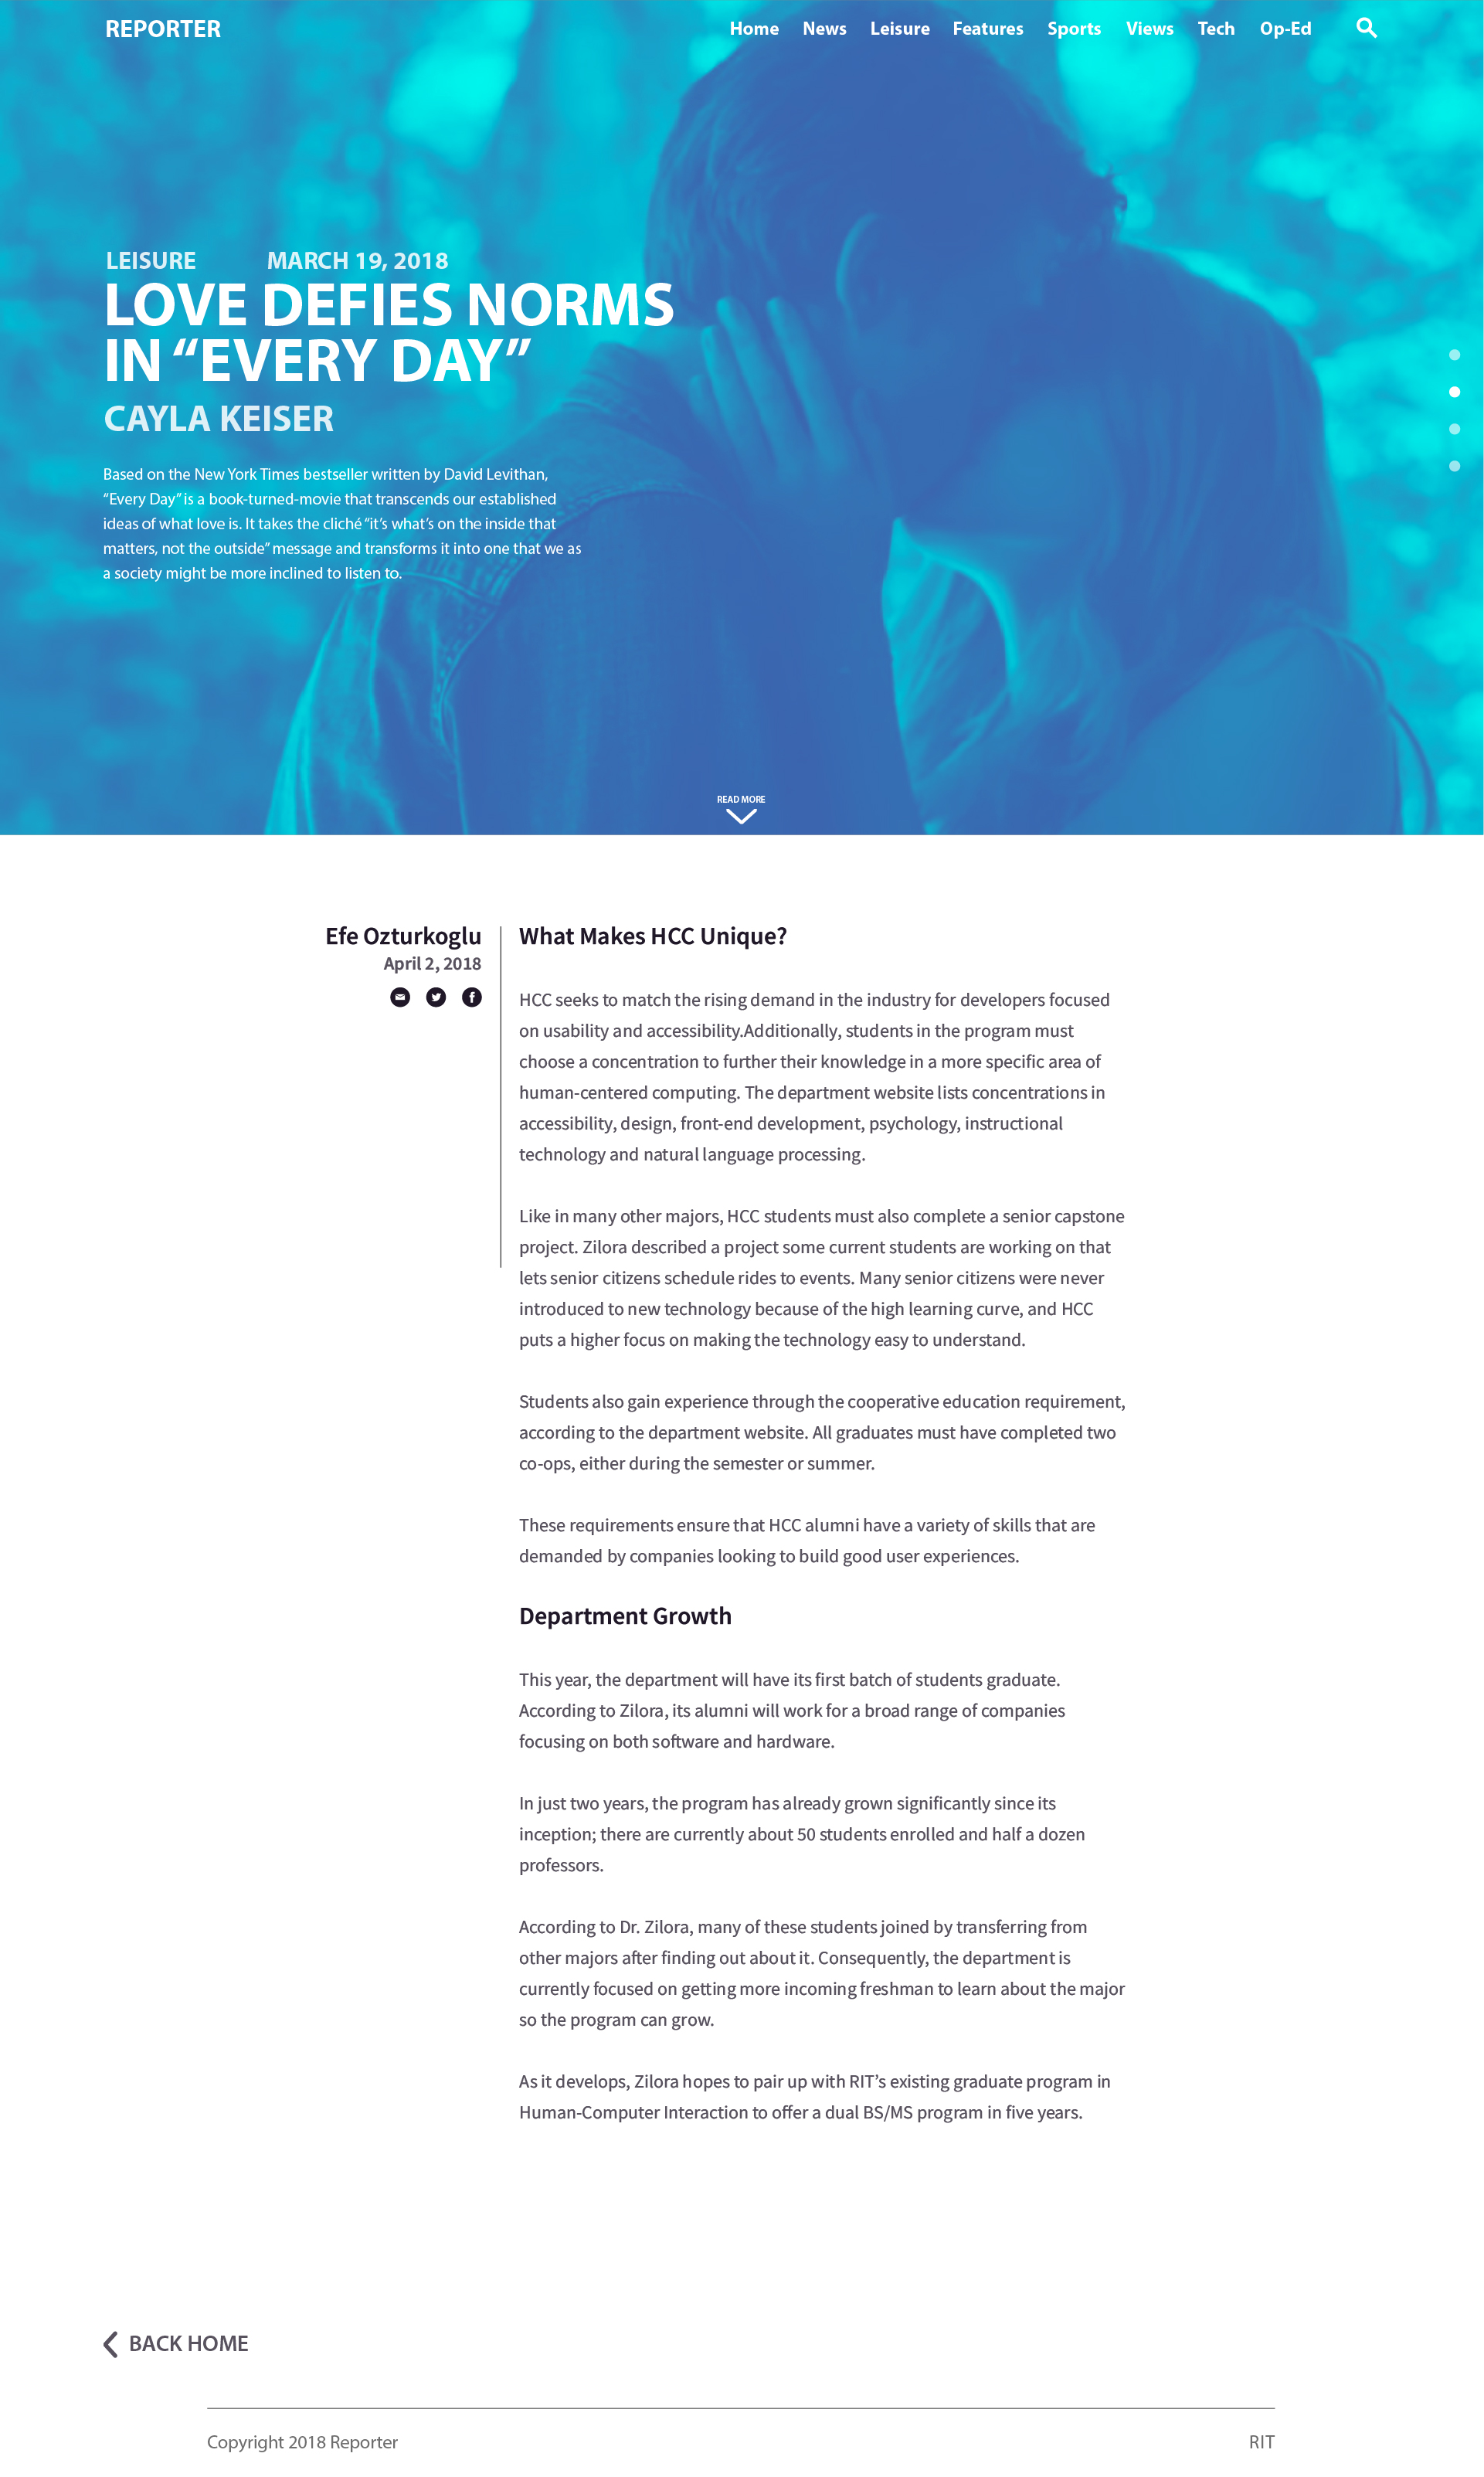 REPORTER
Home News Leisure Features Sports Views Tech Op-Ed
LEISURE MARCH 19, 2018
LOVE DEFIES NORMS
IN “EVERY DAY”
CAYLA KEISER
Based on the New York Times bestseller written by David Levithan,
“Every Day” is a book-turned-movie that transcends our established
ideas of what love is. It takes the cliché “it’s what’s on the inside that
matters, not the outside” message and transforms it into one that we as
a society might be more inclined to listen to.
READ MORE
Efe Ozturkoglu
April 2, 2018
What Makes HCC Unique?
HCC seeks to match the rising demand in the industry for developers focused
on usability and accessibility.Additionally, students in the program must
choose a concentration to further their knowledge in a more specific area of
human-centered computing. The department website lists concentrations in
accessibility, design, front-end development, psychology, instructional
technology and natural language processing.
Like in many other majors, HCC students must also complete a senior capstone
project. Zilora described a project some current students are working on that
lets senior citizens schedule rides to events. Many senior citizens were never
introduced to new technology because of the high learning curve, and HCC
puts a higher focus on making the technology easy to understand.
Students also gain experience through the cooperative education requirement,
according to the department website. All graduates must have completed two
co-ops, either during the semester or summer.
These requirements ensure that HCC alumni have a variety of skills that are
demanded by companies looking to build good user experiences.
Department Growth
This year, the department will have its first batch of students graduate.
According to Zilora, its alumni will work for a broad range of companies
focusing on both software and hardware.
In just two years, the program has already grown significantly since its
inception; there are currently about 50 students enrolled and half a dozen
professors.
According to Dr. Zilora, many of these students joined by transferring from
other majors after finding out about it. Consequently, the department is
currently focused on getting more incoming freshman to learn about the major
so the program can grow.
As it develops, Zilora hopes to pair up with RIT’s existing graduate program in
Human-Computer Interaction to offer a dual BS/MS program in five years.
BACK HOME
Copyright 2018 Reporter
RIT